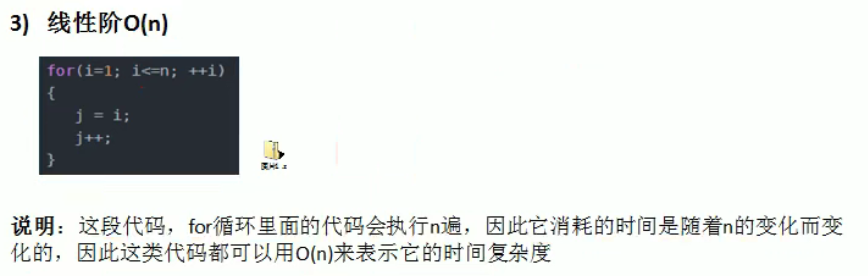 3) 线性阶O(n)
for(i=1; i<=n; ++i)
{
j = i;
j++;
}
说明：这段代码，for循环里面的代码会执行n遍，因此它消耗的时间是随着n的变化而变
化的，因此这类代码都可以用O(n)来表示它的时间复杂度